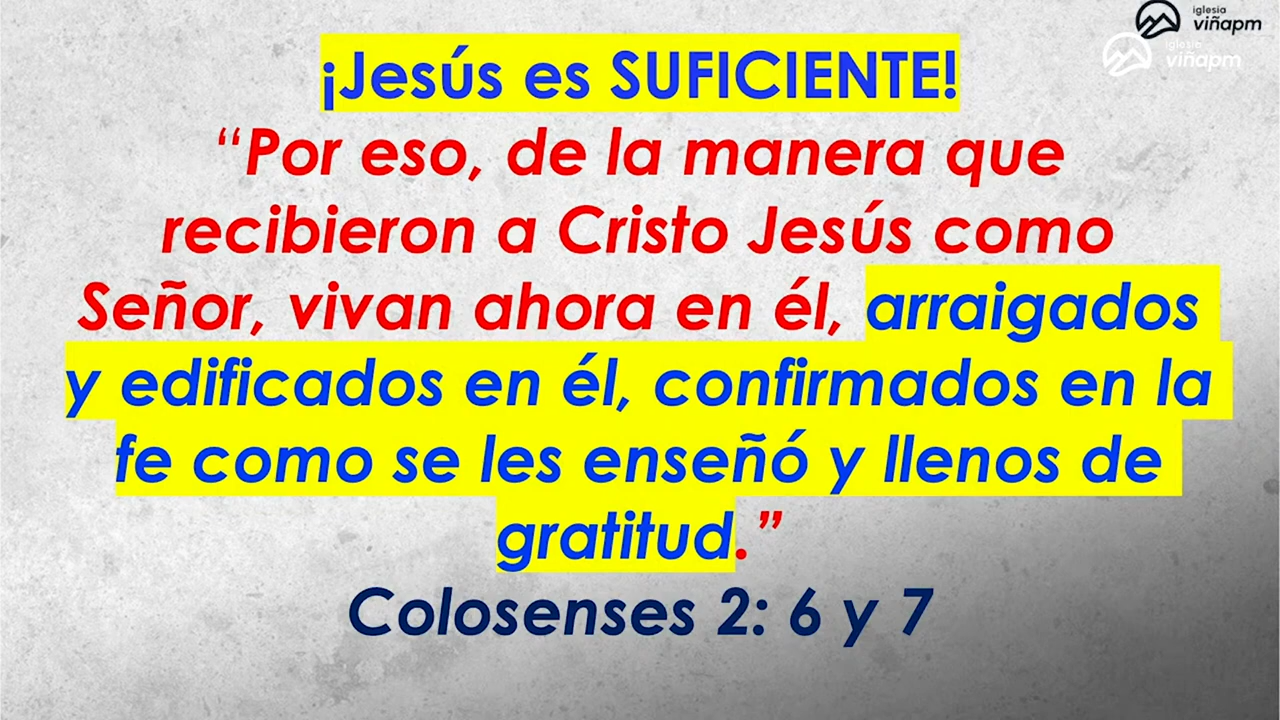 iglesia
viñapm
iglesia
viñapm
¡Jesús es SUFICIENTE!
“Por eso, de la manera que
recibieron a Cristo Jesús como
Señor, vivan ahora en él, arraigados
y edificados en él, confirmados en la
fe como se les enseñó y llenos de
gratitud.”
Colosenses 2: 6 y 7